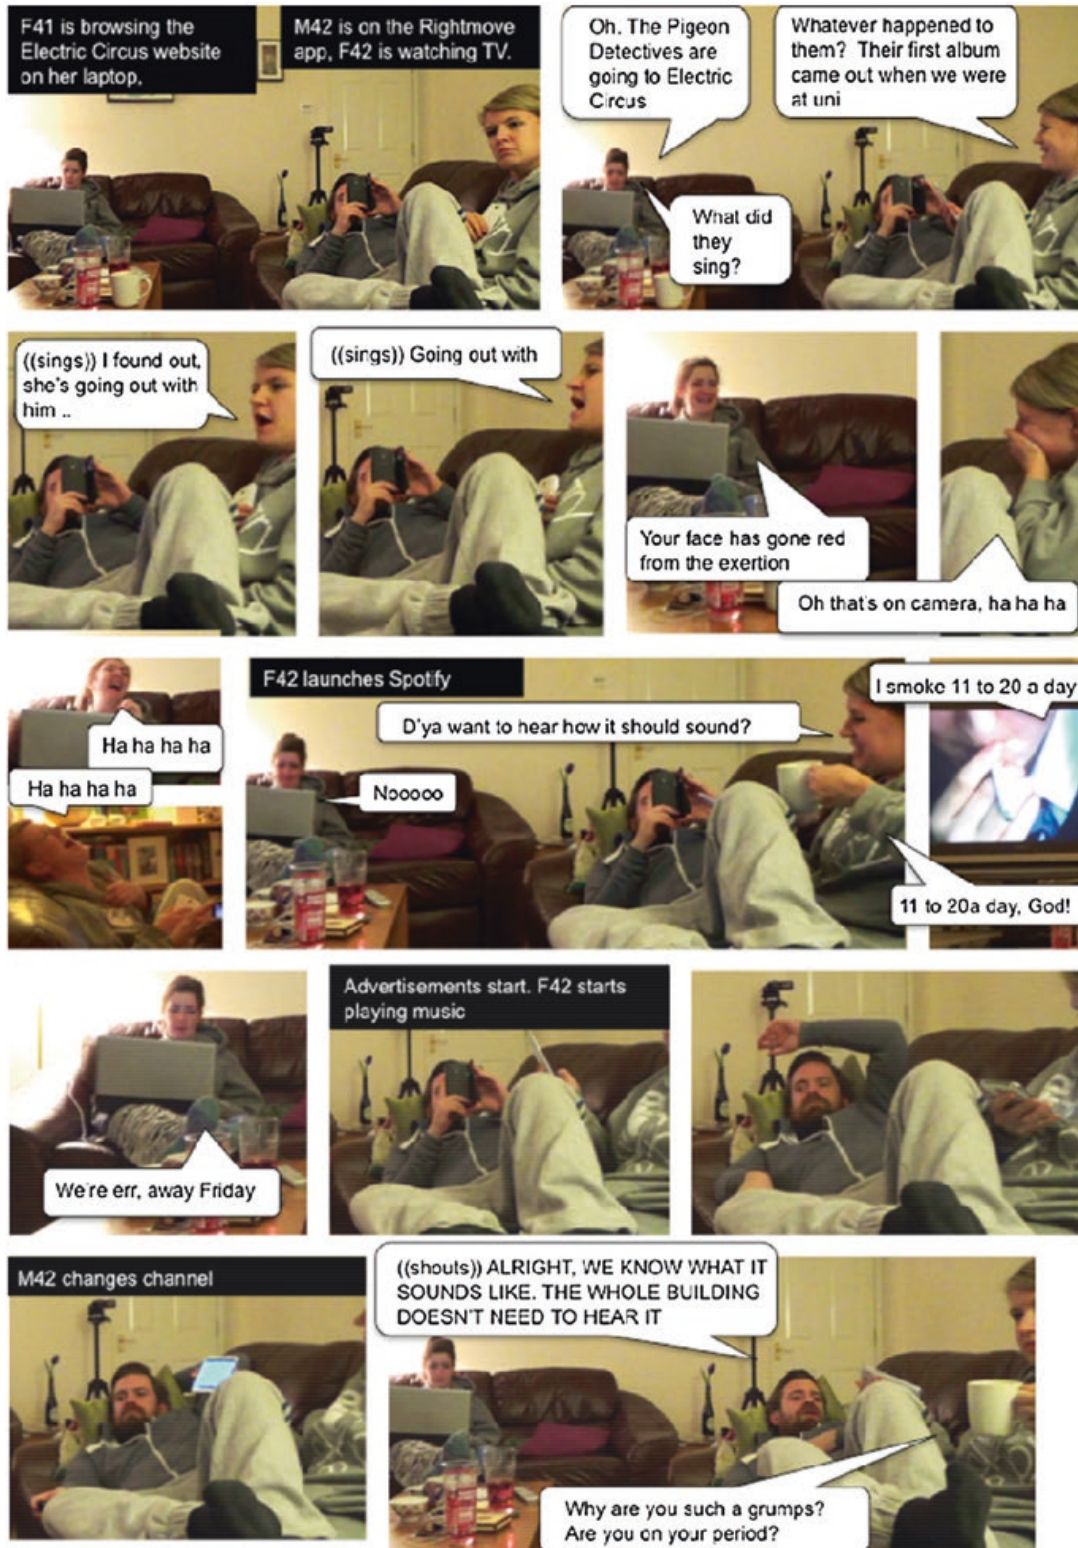 F41 is browsing the
Electric Circus website
on her laptop,
M42 is on the Rightmove
app, F42 is watching TV.
Oh. The Pigeon
Detectives are
going to Electric
Circus
Whatever happened to
them? Their first album
came out when we were
at uni
What did
they
sing?
((sings)) I found out,
she's going out with
him ..
((sings)) Going out with
Your face has gone red
from the exertion
Oh that's on camera, ha ha ha
Ha ha ha ha
Ha ha ha ha
F42 launches Spotify
D'ya want to hear how it should sound?
Nooooo
I smoke 11 to 20 a day
11 to 20a day, God!
We're err, away Friday
Advertisements start. F42 starts
playing music
M42 changes channel
((shouts)) ALRIGHT, WE KNOW WHAT IT
SOUNDS LIKE. THE WHOLE BUILDING
DOESN'T NEED TO HEAR IT
Why are you such a grumps?
Are you on your period?